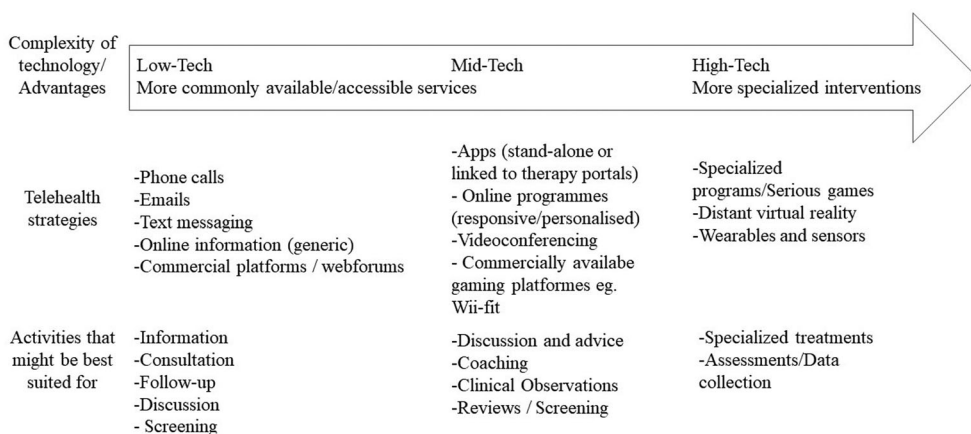 Complexity of
technology/
Advantages
Low-Tech
More commonly available/accessible services
Mid-Tech
High-Tech
More specialized interventions
Telehealth
strategies
-Phone calls
-Emails
-Text messaging
-Online information (generic)
-Commercial platforms / webforums
-Apps (stand-alone or
linked to therapy portals)
- Online programmes
(responsive/personalised)
-Videoconferencing
- Commercially availabe
gaming platformes eg.
Wii-fit
-Specialized
programs/Serious games
-Distant virtual reality
-Wearables and sensors
Activities that
might be best
suited for
-Information
-Consultation
-Follow-up
-Discussion
- Screening
-Discussion and advice
-Coaching
-Clinical Observations
-Reviews / Screening
-Specialized treatments
-Assessments/Data
collection